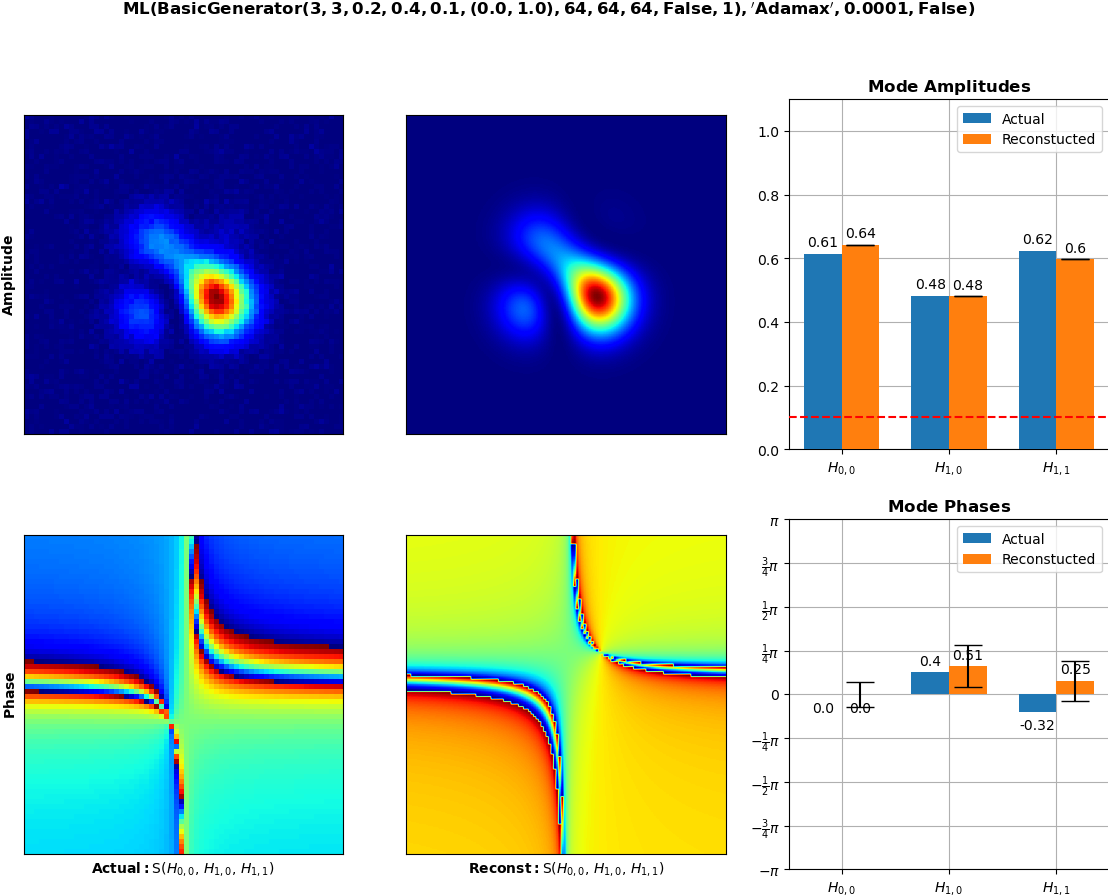 ML(BasicGenerator(3, 3, 0.2, 0.4, 0.1, (0.0, 1.0), 64, 64, 64, False, 1), ′Adamax′, 0.0001, False)
Amplitude
Mode Amplitudes
Actual
Reconstucted
1.0
0.8
0.6
0.4
0.2
0.0
0.61
0.64
0.48
0.48
0.62
0.6
H0,0
H1,0
H1,1
Phase
Actual: S(H0,0, H1,0, H1,1)
Reconst: S(H0,0, H1,0, H1,1)
Mode Phases
Actual
Reconstucted
π
3/4π
1/2π
1/4π
0
−1/4π
−1/2π
−3/4π
−π
0.0
0.0
0.4
0.51
-0.32
0.25
H0,0
H1,0
H1,1